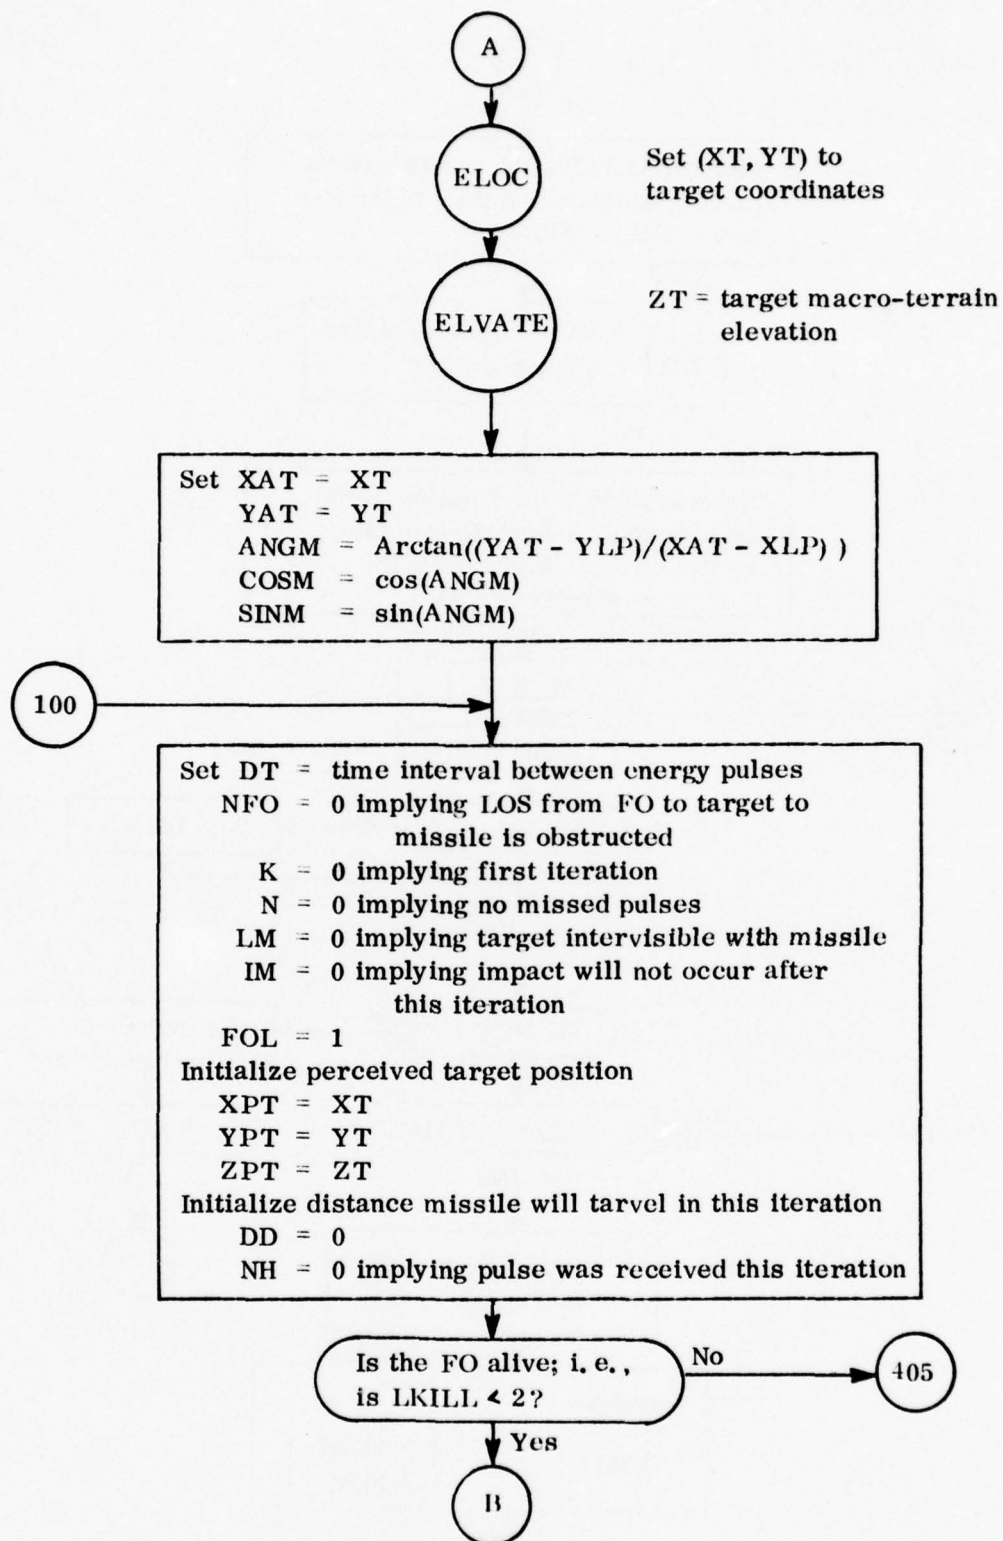 A
ELOC
Set (XT, YT) to
target coordinates
ELVATE
ZT = target macro-terrain
elevation
Set XAT = XT
YAT = YT
ANGM = Arctan((YAT - YLP)/(XAT - XLP) )
COSM = cos(ANGM)
SINM = sin(ANGM)
100
Set DT = time interval between energy pulses
NFO = 0 implying LOS from FO to target to
missile is obstructed
K = 0 implying first iteration
N = 0 implying no missed pulses
LM = 0 implying target intervisible with missile
IM = 0 implying impact will not occur after
this iteration
FOL = 1
Initialize perceived target position
XPT = XT
YPT = YT
ZPT = ZT
Initialize distance missile will tarvel in this iteration
DD = 0
NH = 0 implying pulse was received this iteration
Is the FO alive; i. e.,
is LKILL < 2?
No
405
Yes
B